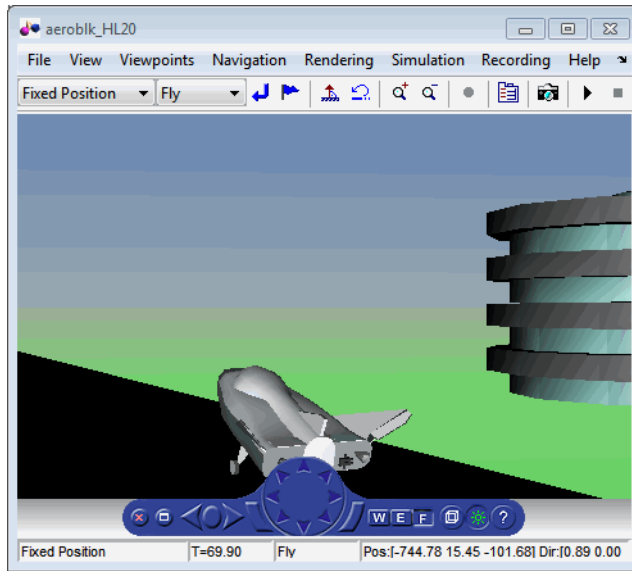 aeroblk_HL20
File View Viewpoints Navigation Rendering Simulation Recording Help
Fixed Position Fly
W E F ?
Fixed Position T=69.90 Fly Pos:[-744.78 15.45 -101.68] Dir:[0.89 0.00